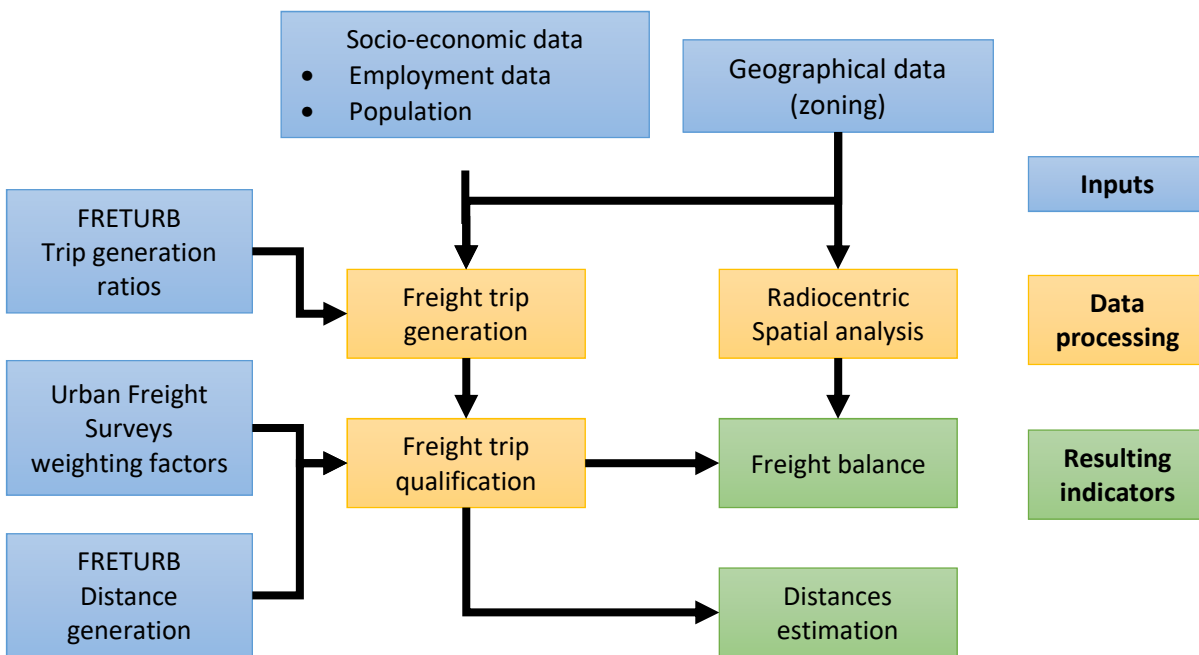 Socio-economic data
• Employment data
• Population
Geographical data
(zoning)
Inputs
FRETURB
Trip generation
ratios
Freight trip
generation
Radiocentric
Spatial analysis
Data
processing
Urban Freight
Surveys
weighting factors
Freight trip
qualification
Freight balance
Resulting
indicators
FRETURB
Distance
generation
Distances
estimation